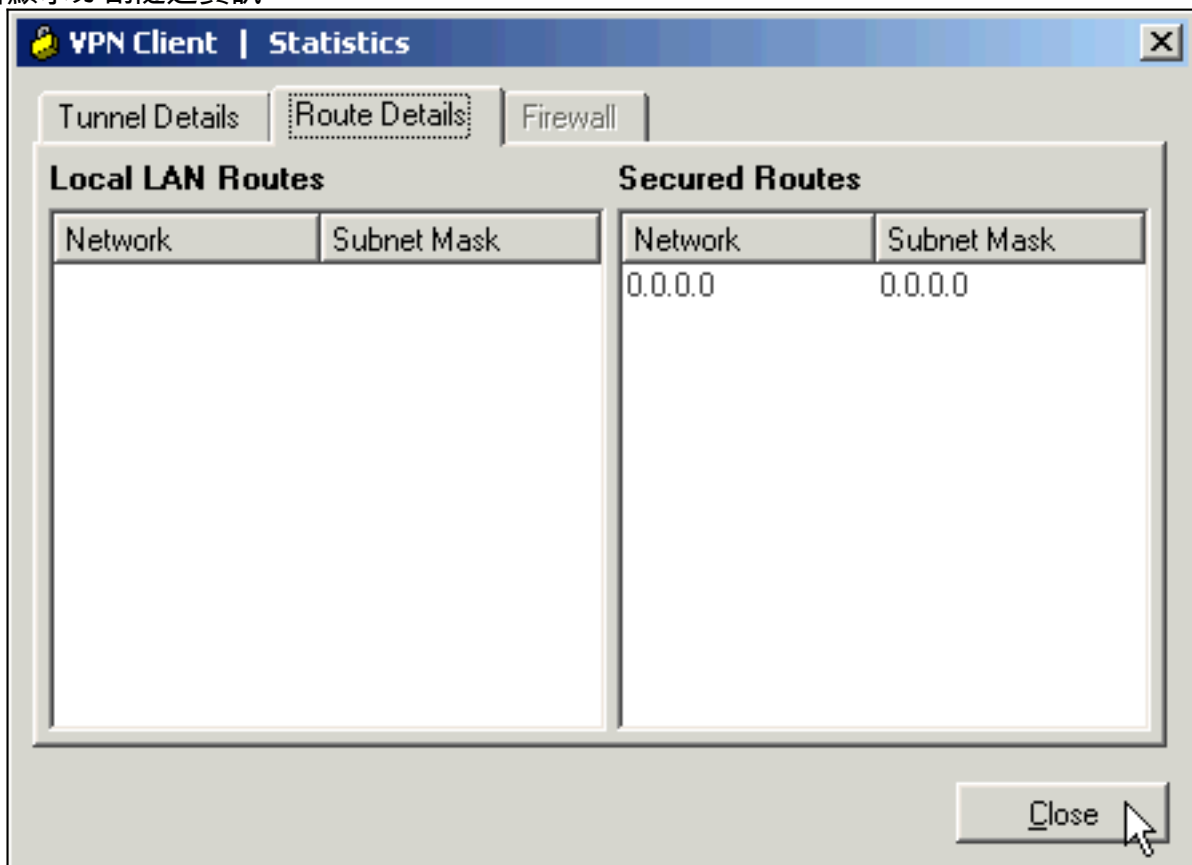 VPN Client | Statistics
Tunnel Details Route Details Firewall
Local LAN Routes Secured Routes
Network Subnet Mask Network Subnet Mask
0.0.0.0 0.0.0.0
Close